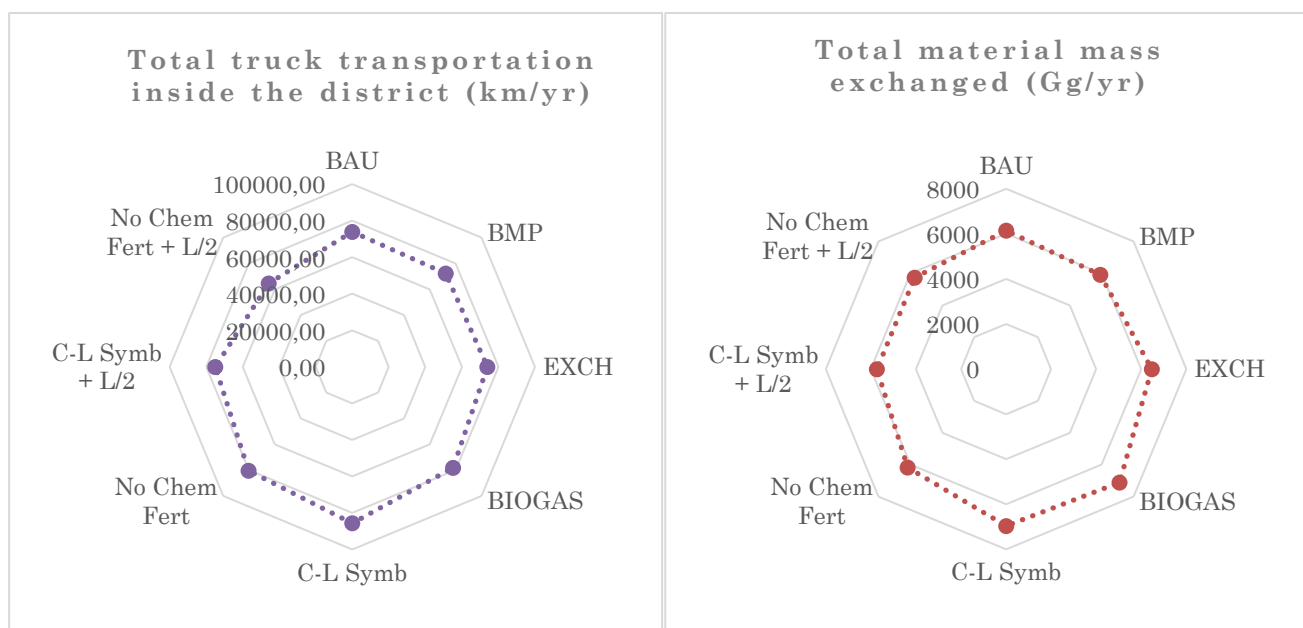 Total truck transportation
inside the district (km/yr)
BAU
100000,00
80000,00
60000,00
40000,00
20000,00
0,00
BMP
EXCH
BIOGAS
C-L Symb
No Chem
Fert
C-L Symb
+ L/2
No Chem
Fert + L/2
Total material mass
exchanged (Gg/yr)
BAU
8000
6000
4000
2000
0
BMP
EXCH
BIOGAS
C-L Symb
No Chem
Fert
C-L Symb
+ L/2
No Chem
Fert + L/2